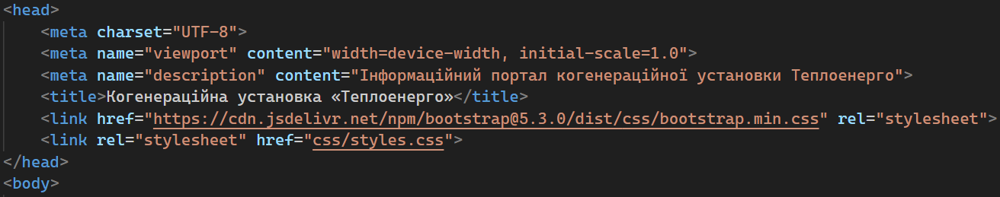 <head>
<meta charset="UTF-8">
<meta name="viewport" content="width=device-width, initial-scale=1.0">
<meta name="description" content="Інформаційний портал когенераційної установки Теплоенерго">
<title>Когенераційна установка «Теплоенерго»</title>
<link href="https://cdn.jsdelivr.net/npm/bootstrap@5.3.0/dist/css/bootstrap.min.css" rel="stylesheet">
<link rel="stylesheet" href="css/styles.css">
</head>
<body>